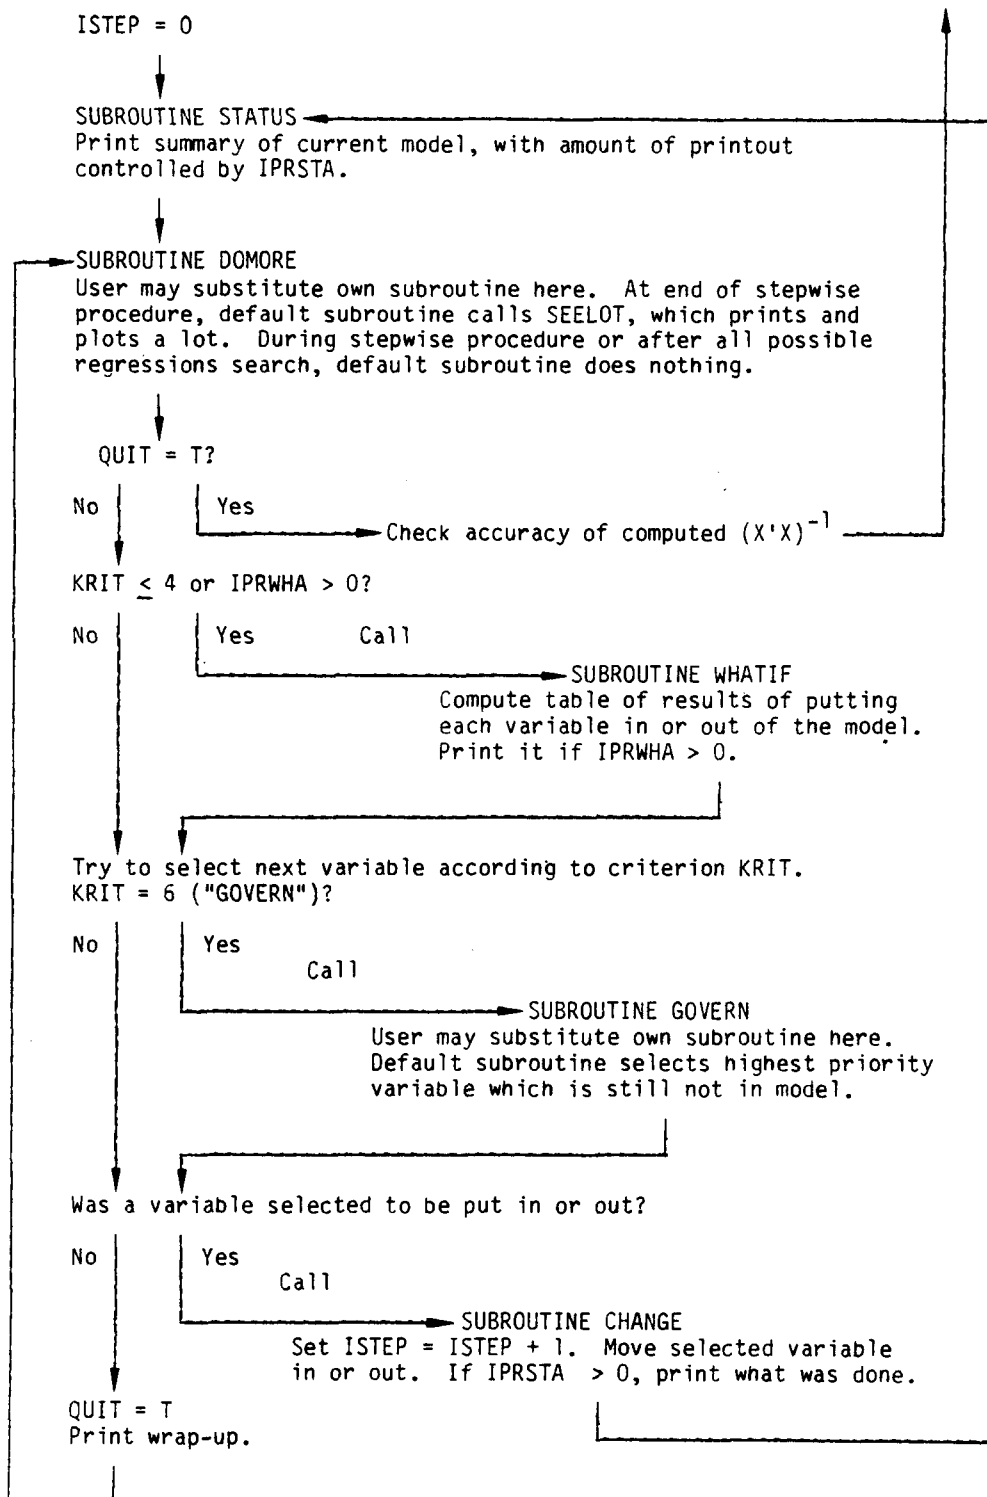 ISTEP = 0
SUBROUTINE STATUS
Print summary of current model, with amount of printout
controlled by IPRSTA.
SUBROUTINE DOMORE
User may substitute own subroutine here. At end of stepwise
procedure, default subroutine calls SEELOT, which prints and
plots a lot. During stepwise procedure or after all possible
regressions search, default subroutine does nothing.
QUIT = T?
No Yes
Check accuracy of computed (X'X)⁻¹
KRIT ≤ 4 or IPRWHA > 0?
No Yes Call
SUBROUTINE WHATIF
Compute table of results of putting
each variable in or out of the model.
Print it if IPRWHA > 0.
Try to select next variable according to criterion KRIT.
KRIT = 6 ("GOVERN")?
No Yes
Call
SUBROUTINE GOVERN
User may substitute own subroutine here.
Default subroutine selects highest priority
variable which is still not in model.
Was a variable selected to be put in or out?
No Yes
Call
SUBROUTINE CHANGE
Set ISTEP = ISTEP + 1. Move selected variable
in or out. If IPRSTA > 0, print what was done.
QUIT = T
Print wrap-up.